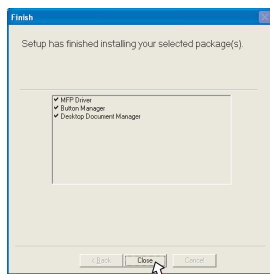 Finish
Setup has finished installing your selected package(s).
✔ MFP Driver
✔ Button Manager
✔ Desktop Document Manager
< Back
Close
Cancel